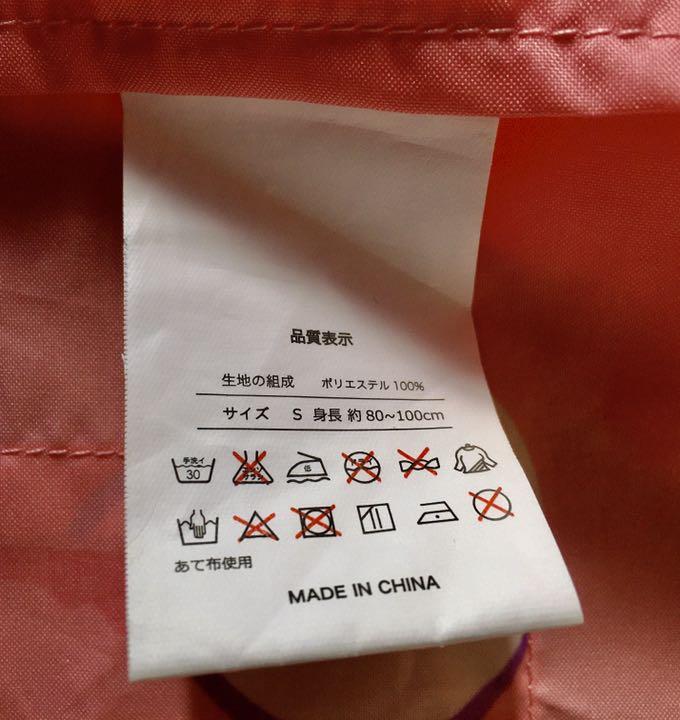 品質表示
生地の組成 ポリエステル 100%
サイズ S 身長 約 80~100cm
手洗イ 30 低
あて布使用
MADE IN CHINA